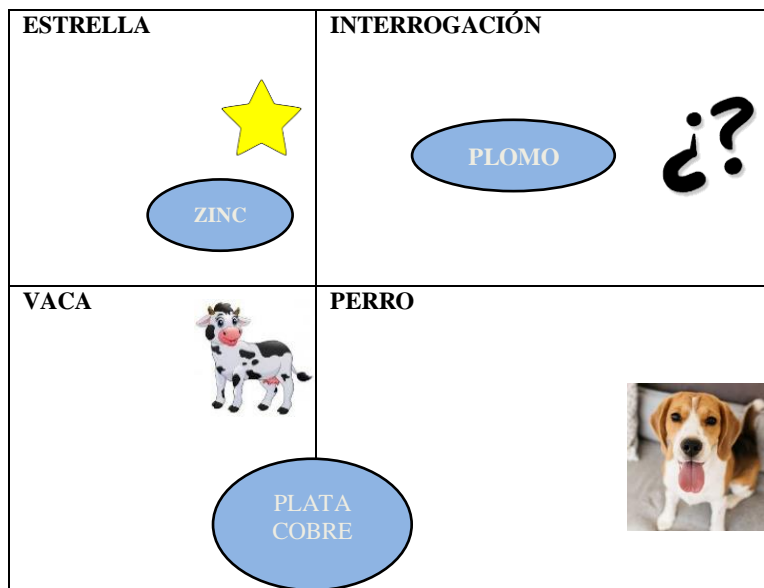 ESTRELLA
INTERROGACIÓN
PLOMO
¿?
ZINC
VACA
PERRO
PLATA
COBRE